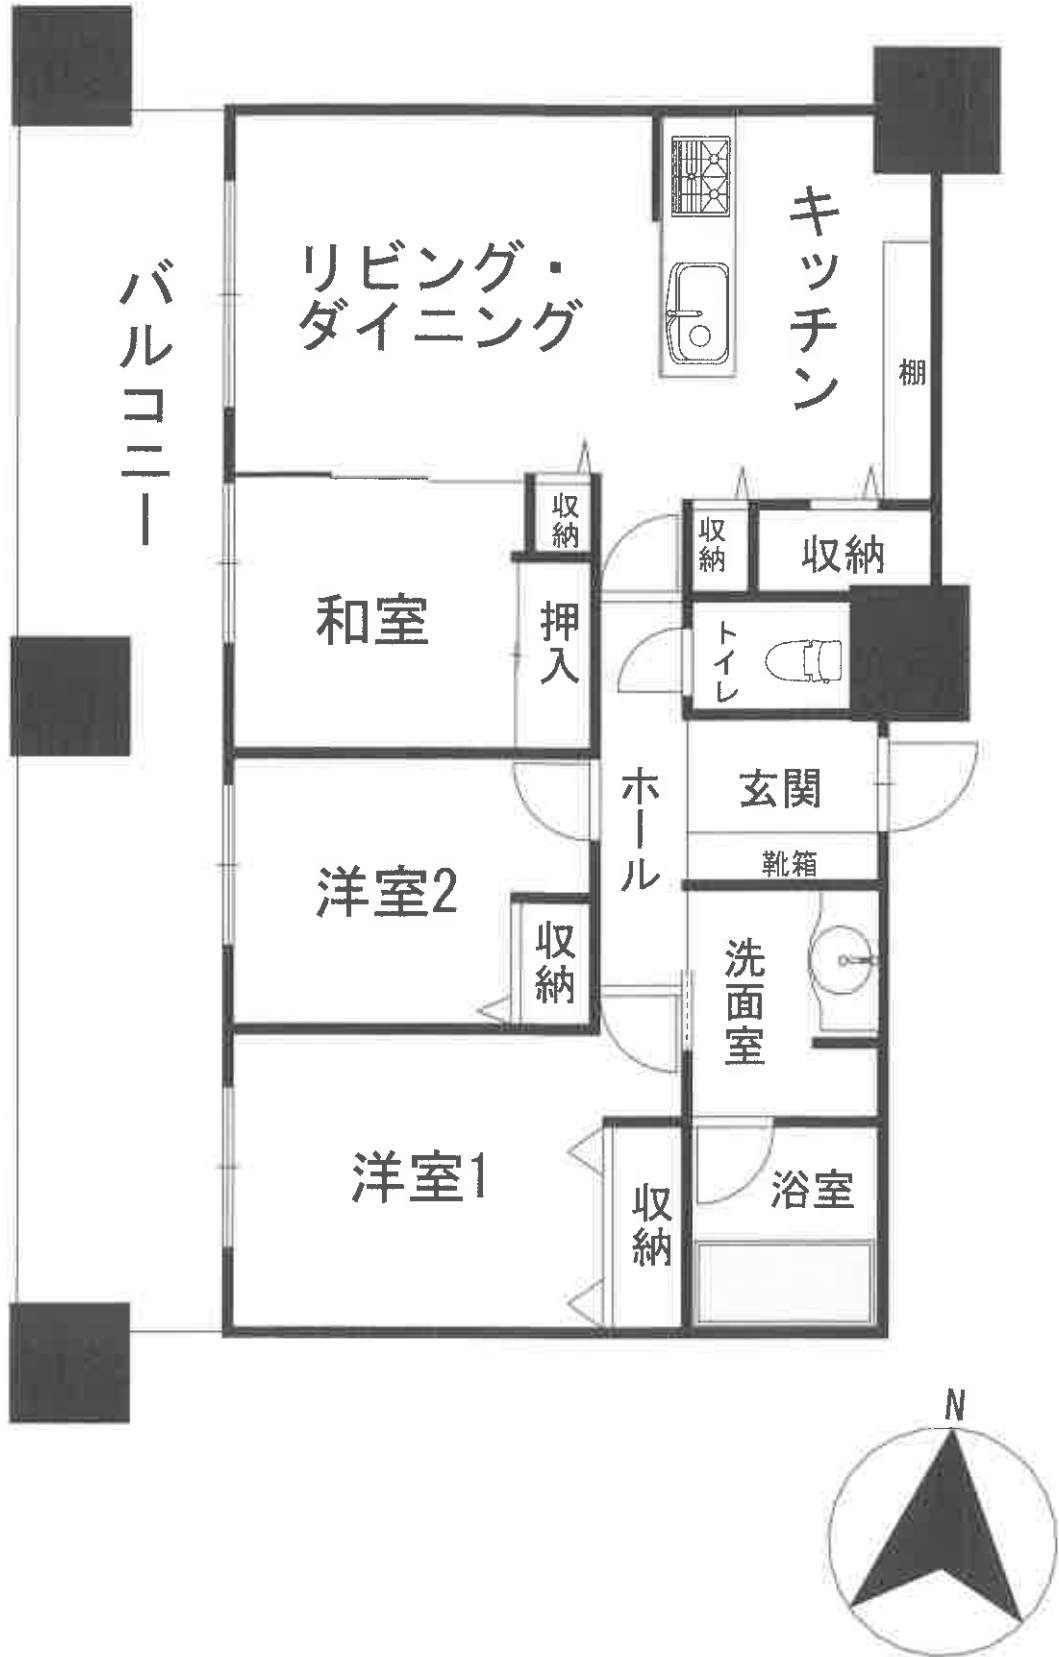 バルコニー
リビング・
ダイニング
キッチン
棚
収納
収納
収納
和室
押入
トイレ
ホール
玄関
靴箱
洋室2
収納
洗面室
洋室1
収納
浴室
N